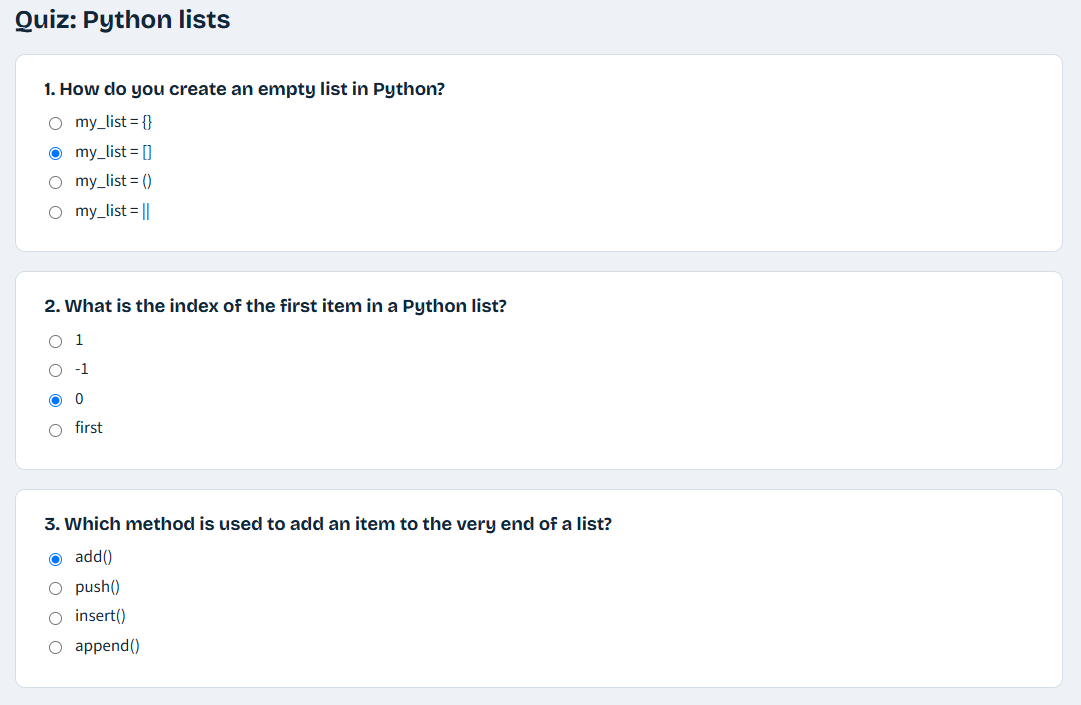 Quiz: Python lists
1. How do you create an empty list in Python?
my_list = {}
my_list = []
my_list = ()
my_list = ||
2. What is the index of the first item in a Python list?
1
-1
0
first
3. Which method is used to add an item to the very end of a list?
add()
push()
insert()
append()